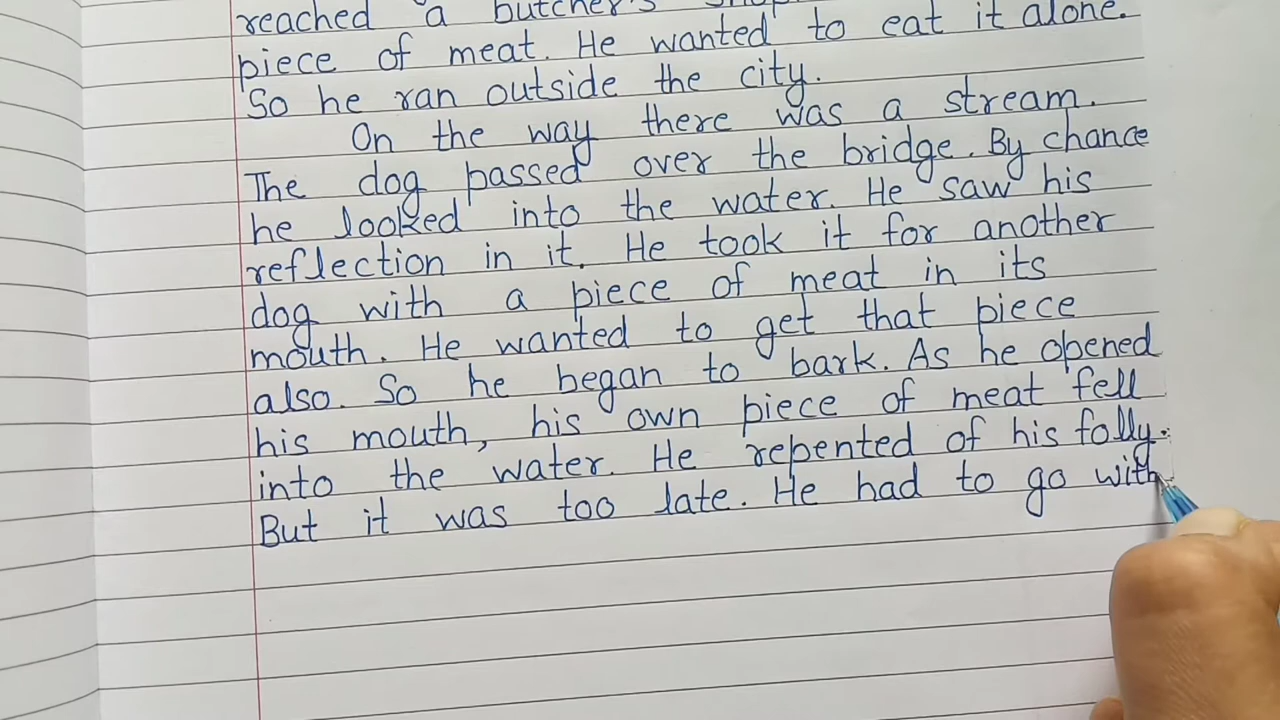 reached a butcher's
piece of meat. He wanted to eat it alone.
So he ran outside the city.
On the way there was a stream.
The dog passed over the bridge. By chance
he looked into the water. He saw his
reflection in it. He took it for another
dog with a piece of meat in its
mouth. He wanted to get that piece
also. So he began to bark. As he opened
his mouth, his own piece of meat fell
into the water. He repented of his folly.
But it was too late. He had to go with